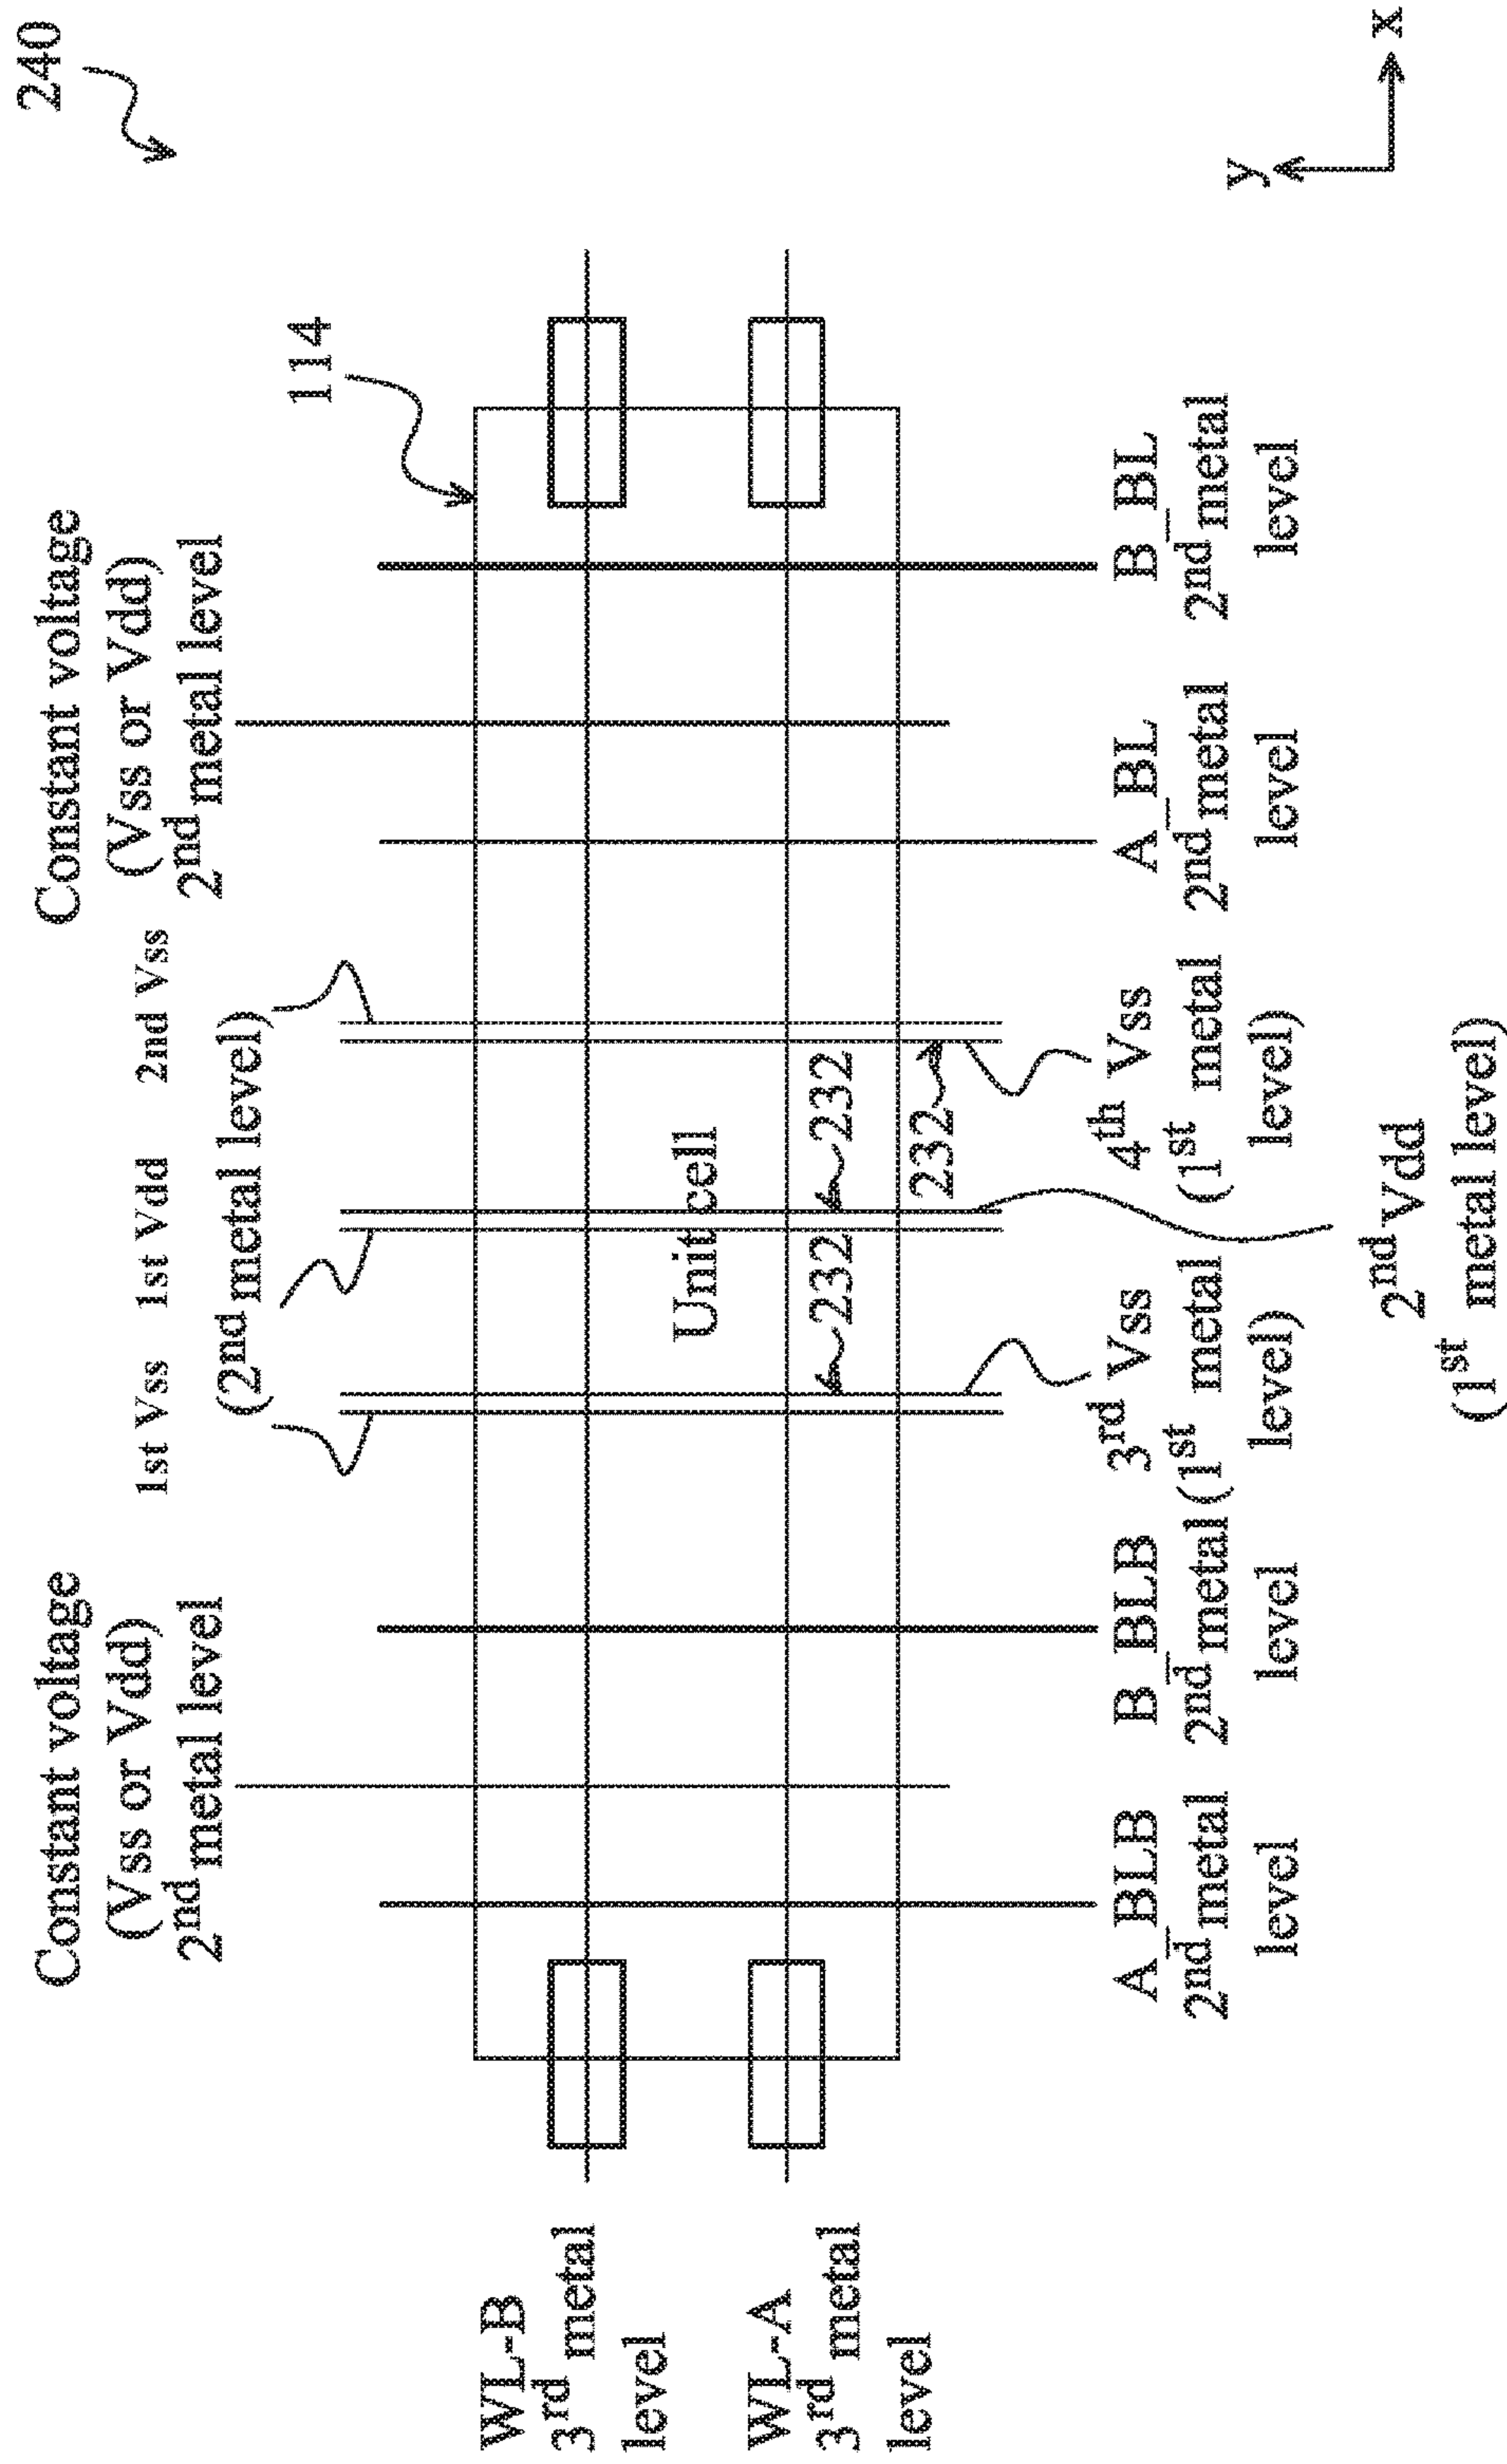 240
Constant voltage
(Vss or Vdd)
2nd metal level
1st Vss
1st Vdd
2nd Vss
(2nd metal level)
Constant voltage
(Vss or Vdd)
2nd metal level
114
WL-B
3rd metal
level
WL-A
3rd metal
level
Unit cell
232
232
232
A_BLB
2nd metal
level
B_BLB
2nd metal
level
3rd Vss
(1st metal
level)
4th Vss
(1st metal
level)
A_BL
2nd metal
level
B_BL
2nd metal
level
2nd Vdd
(1st metal level)
y
x